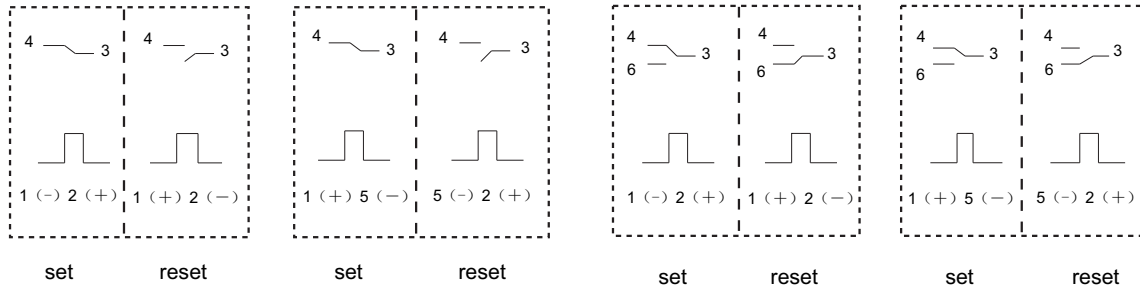 4 3 4 3
4 3 4 3
4 3 4 3
6 6
4 3 4 3
6 6
1 (-) 2 (+) 1 (+) 2 (—)
1 (+) 5 (—) 5 (-) 2 (+)
1 (-) 2 (+) 1 (+) 2 (—)
1 (+) 5 (—) 5 (-) 2 (+)
set reset
set reset
set reset
set reset